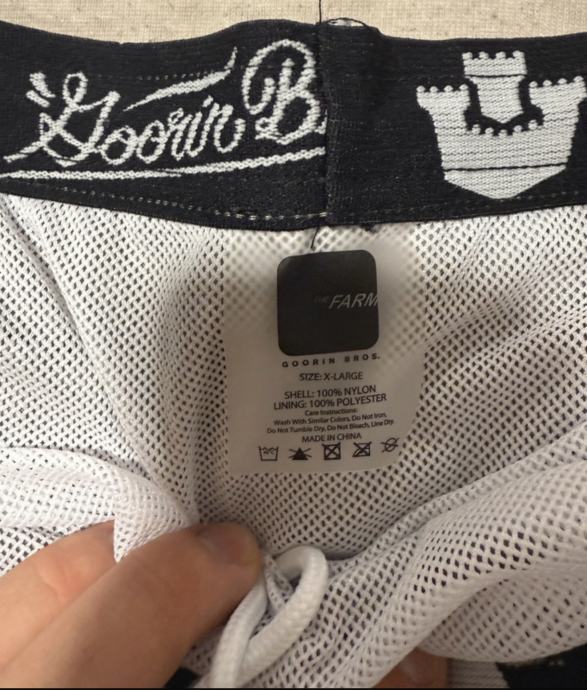 Goorin B
THE FARM
GOORIN BROS.
SIZE: X-LARGE
SHELL: 100% NYLON
LINING: 100% POLYESTER
Care Instructions:
Wash With Similar Colors, Do Not Iron,
Do Not Tumble Dry, Do Not Bleach, Line Dry.
MADE IN CHINA